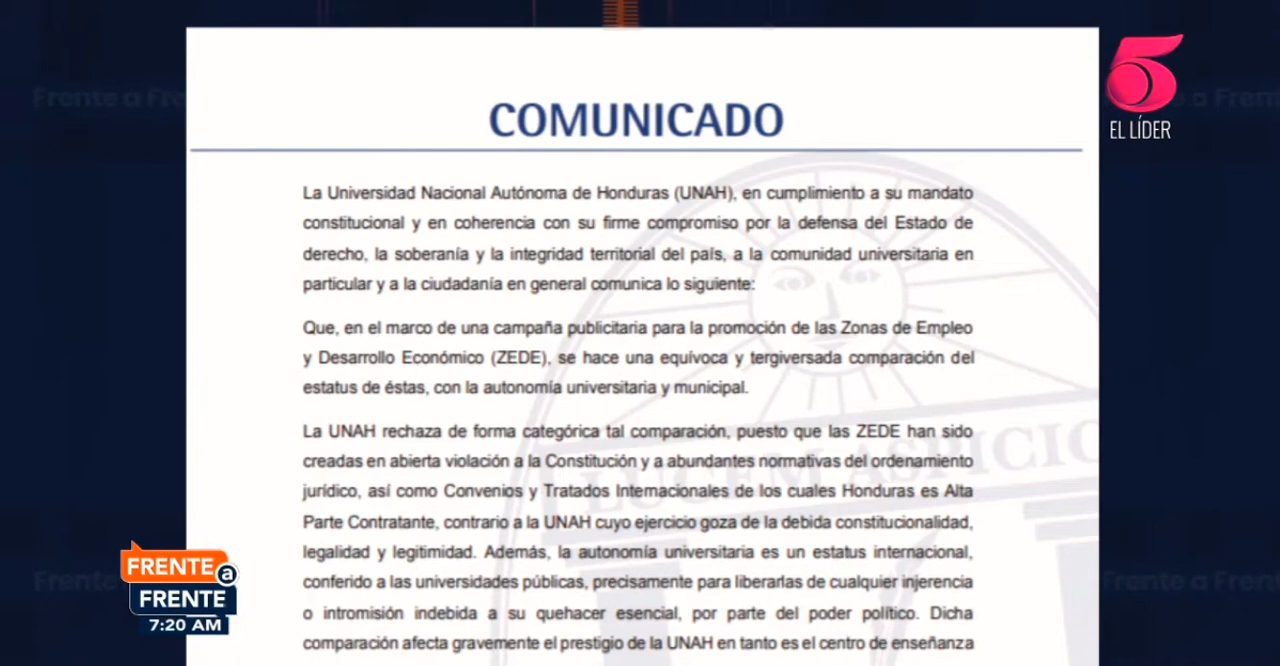 COMUNICADO
5
EL LÍDER
La Universidad Nacional Autónoma de Honduras (UNAH), en cumplimiento a su mandato
constitucional y en coherencia con su firme compromiso por la defensa del Estado de
derecho, la soberanía y la integridad territorial del país, a la comunidad universitaria en
particular y a la ciudadanía en general comunica lo siguiente:
Que, en el marco de una campaña publicitaria para la promoción de las Zonas de Empleo
y Desarrollo Económico (ZEDE), se hace una equívoca y tergiversada comparación del
estatus de éstas, con la autonomía universitaria y municipal.
La UNAH rechaza de forma categórica tal comparación, puesto que las ZEDE han sido
creadas en abierta violación a la Constitución y a abundantes normativas del ordenamiento
jurídico, así como Convenios y Tratados Internacionales de los cuales Honduras es Alta
Parte Contratante, contrario a la UNAH cuyo ejercicio goza de la debida constitucionalidad,
legalidad y legitimidad. Además, la autonomía universitaria es un estatus internacional,
conferido a las universidades públicas, precisamente para liberarlas de cualquier injerencia
o intromisión indebida a su quehacer esencial, por parte del poder político. Dicha
comparación afecta gravemente el prestigio de la UNAH en tanto es el centro de enseñanza
LUCEM ASPICIO
FRENTE a
FRENTE
7:20 AM